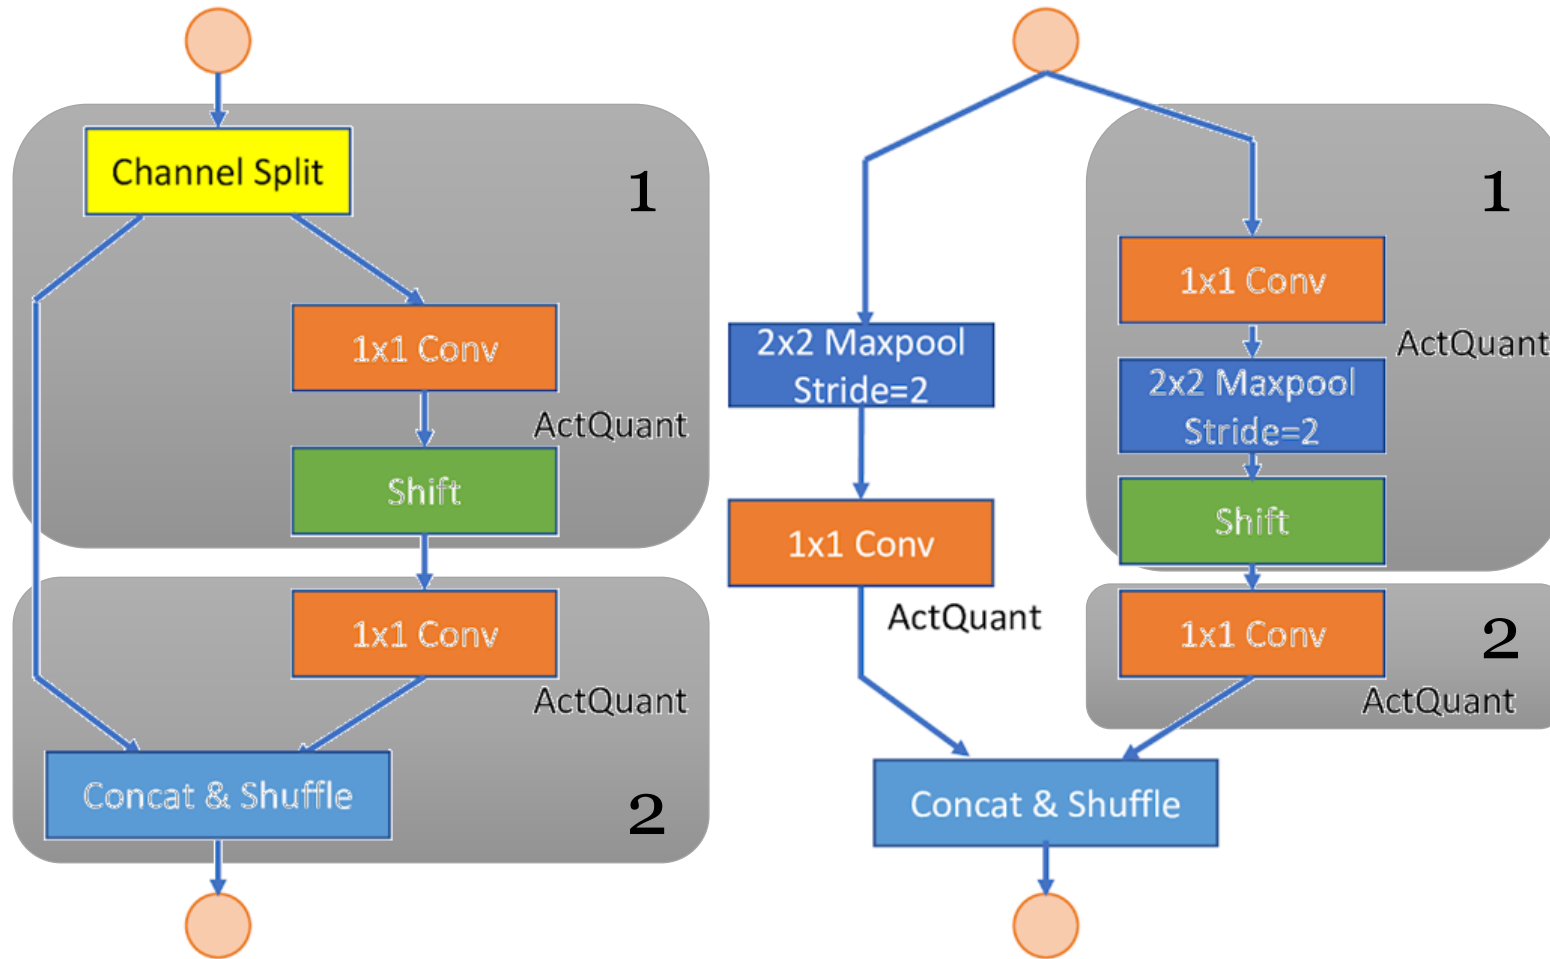 Channel Split
1
1x1 Conv
ActQuant
Shift
1x1 Conv
ActQuant
Concat & Shuffle
2
2x2 Maxpool
Stride=2
1x1 Conv
ActQuant
1
1x1 Conv
ActQuant
2x2 Maxpool
Stride=2
Shift
1x1 Conv
2
ActQuant
Concat & Shuffle